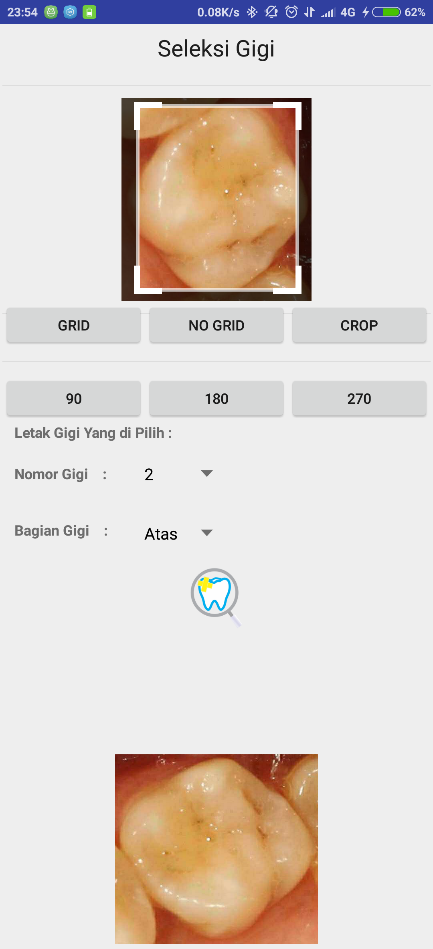 23:54 0.08K/s 4G 62%
Seleksi Gigi
GRID NO GRID CROP
90 180 270
Letak Gigi Yang di Pilih :
Nomor Gigi : 2
Bagian Gigi : Atas